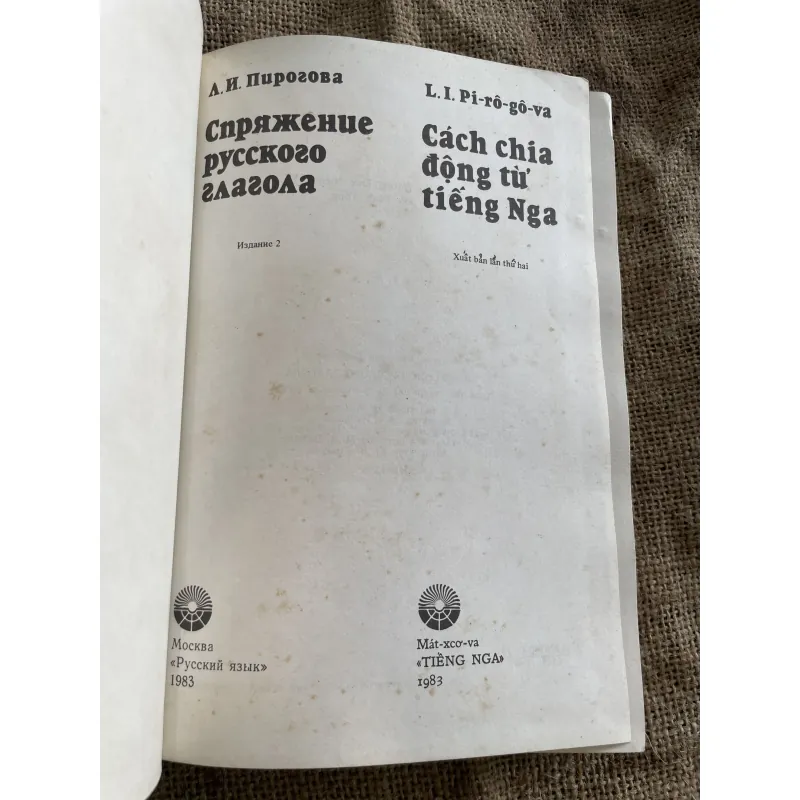 Л. И. Пирогова
Спряжение
русского
глагола
Издание 2
Москва
«Русский язык»
1983
L. I. Pi-rô-gô-va
Cách chia
động từ
tiếng Nga
Xuất bản lần thứ hai
Mát-xcơ-va
«TIẾNG NGA»
1983